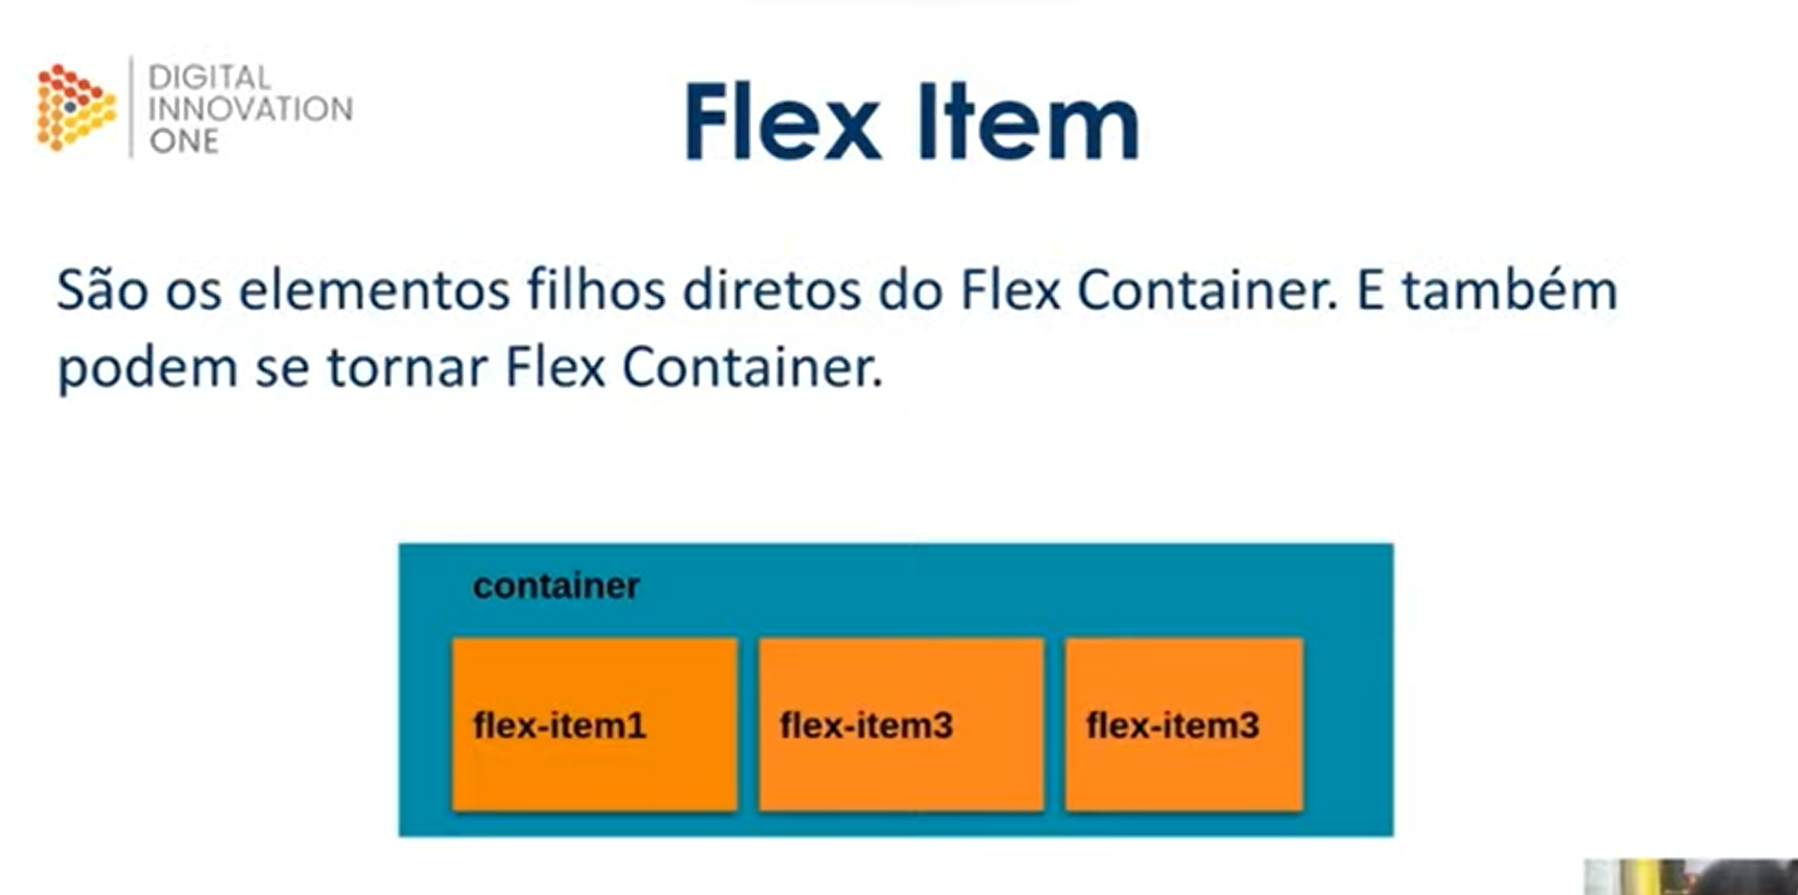 DIGITAL
INNOVATION
ONE
Flex Item
São os elementos filhos diretos do Flex Container. E também
podem se tornar Flex Container.
container
flex-item1
flex-item3
flex-item3